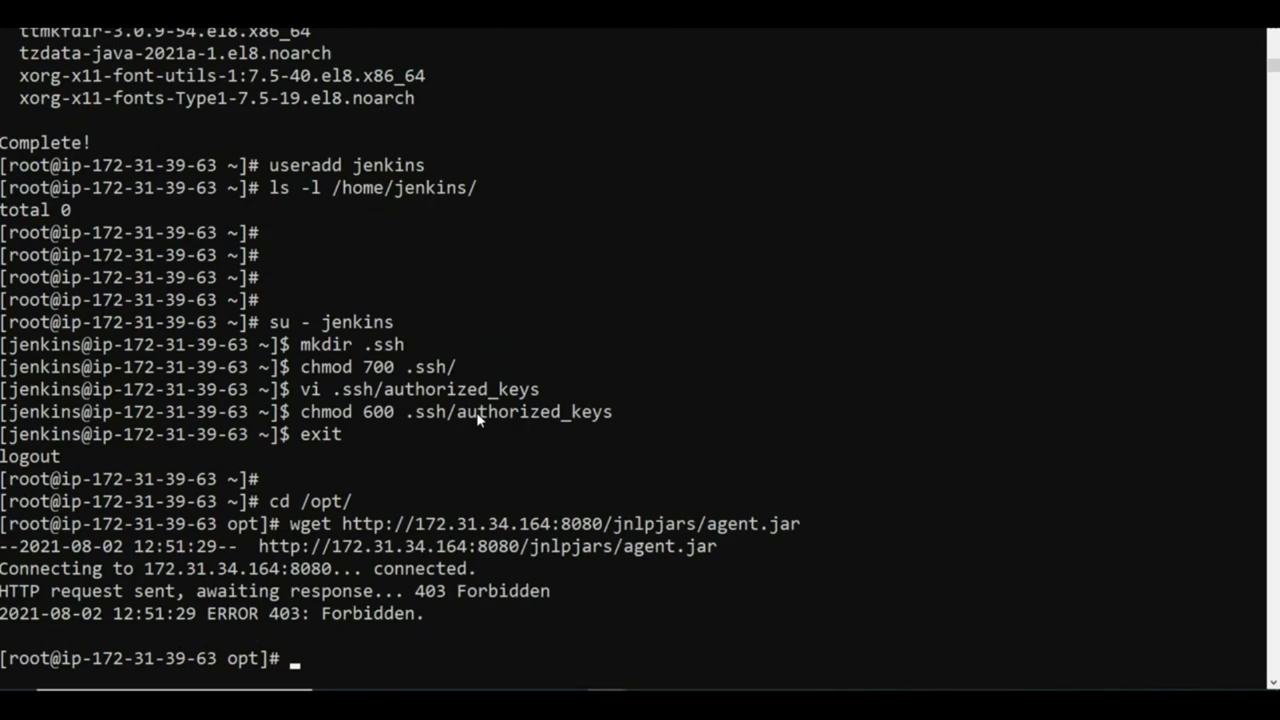 ttmkfdir-3.0.9-54.el8.x86_64
tzdata-java-2021a-1.el8.noarch
xorg-x11-font-utils-1:7.5-40.el8.x86_64
xorg-x11-fonts-Type1-7.5-19.el8.noarch
Complete!
[root@ip-172-31-39-63 ~]# useradd jenkins
[root@ip-172-31-39-63 ~]# ls -l /home/jenkins/
total 0
[root@ip-172-31-39-63 ~]#
[root@ip-172-31-39-63 ~]#
[root@ip-172-31-39-63 ~]#
[root@ip-172-31-39-63 ~]#
[root@ip-172-31-39-63 ~]# su - jenkins
[jenkins@ip-172-31-39-63 ~]$ mkdir .ssh
[jenkins@ip-172-31-39-63 ~]$ chmod 700 .ssh/
[jenkins@ip-172-31-39-63 ~]$ vi .ssh/authorized_keys
[jenkins@ip-172-31-39-63 ~]$ chmod 600 .ssh/authorized_keys
[jenkins@ip-172-31-39-63 ~]$ exit
logout
[root@ip-172-31-39-63 ~]#
[root@ip-172-31-39-63 ~]# cd /opt/
[root@ip-172-31-39-63 opt]# wget http://172.31.34.164:8080/jnlpjars/agent.jar
--2021-08-02 12:51:29--  http://172.31.34.164:8080/jnlpjars/agent.jar
Connecting to 172.31.34.164:8080... connected.
HTTP request sent, awaiting response... 403 Forbidden
2021-08-02 12:51:29 ERROR 403: Forbidden.
[root@ip-172-31-39-63 opt]#